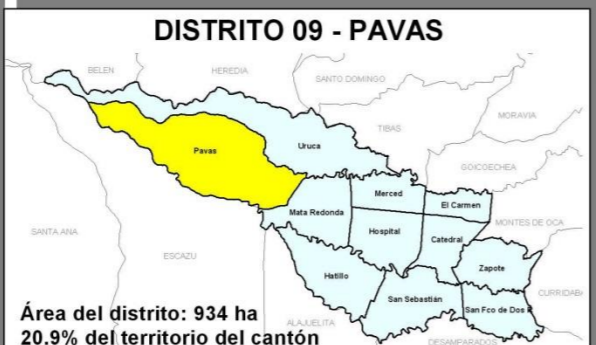 DISTRITO 09 - PAVAS
BELEN
HEREDIA
SANTO DOMINGO
MORAVIA
TIBAS
Pavas
Uruca
GOICOECHEA
Merced
El Carmen
Mata Redonda
MONTES DE OCA
Hospital
Catedral
SANTA ANA
ESCAZU
Zapote
Hatillo
CURRIDAB
San Sebastián
San Fco de Dos R
Área del distrito: 934 ha
ALAJUELITA
20.9% del territorio del cantón
DESAMPARADOS